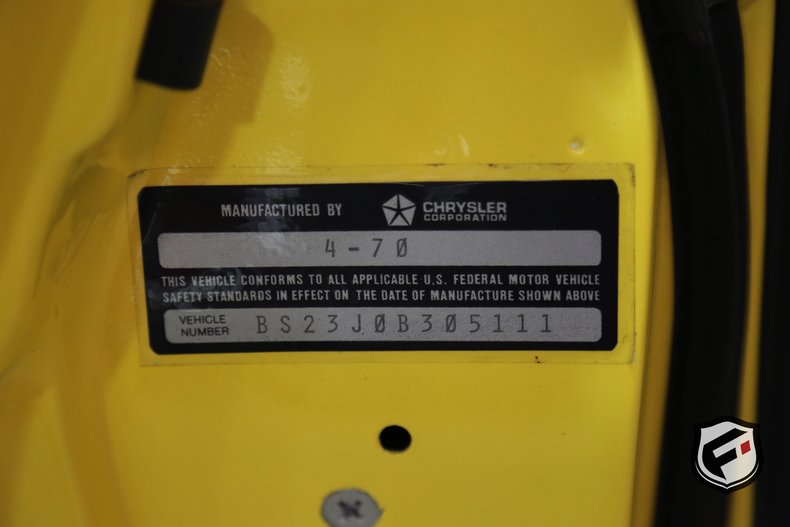 MANUFACTURED BY CHRYSLER CORPORATION
4-70
THIS VEHICLE CONFORMS TO ALL APPLICABLE U.S. FEDERAL MOTOR VEHICLE
SAFETY STANDARDS IN EFFECT ON THE DATE OF MANUFACTURE SHOWN ABOVE
VEHICLE NUMBER BS23J0B305111